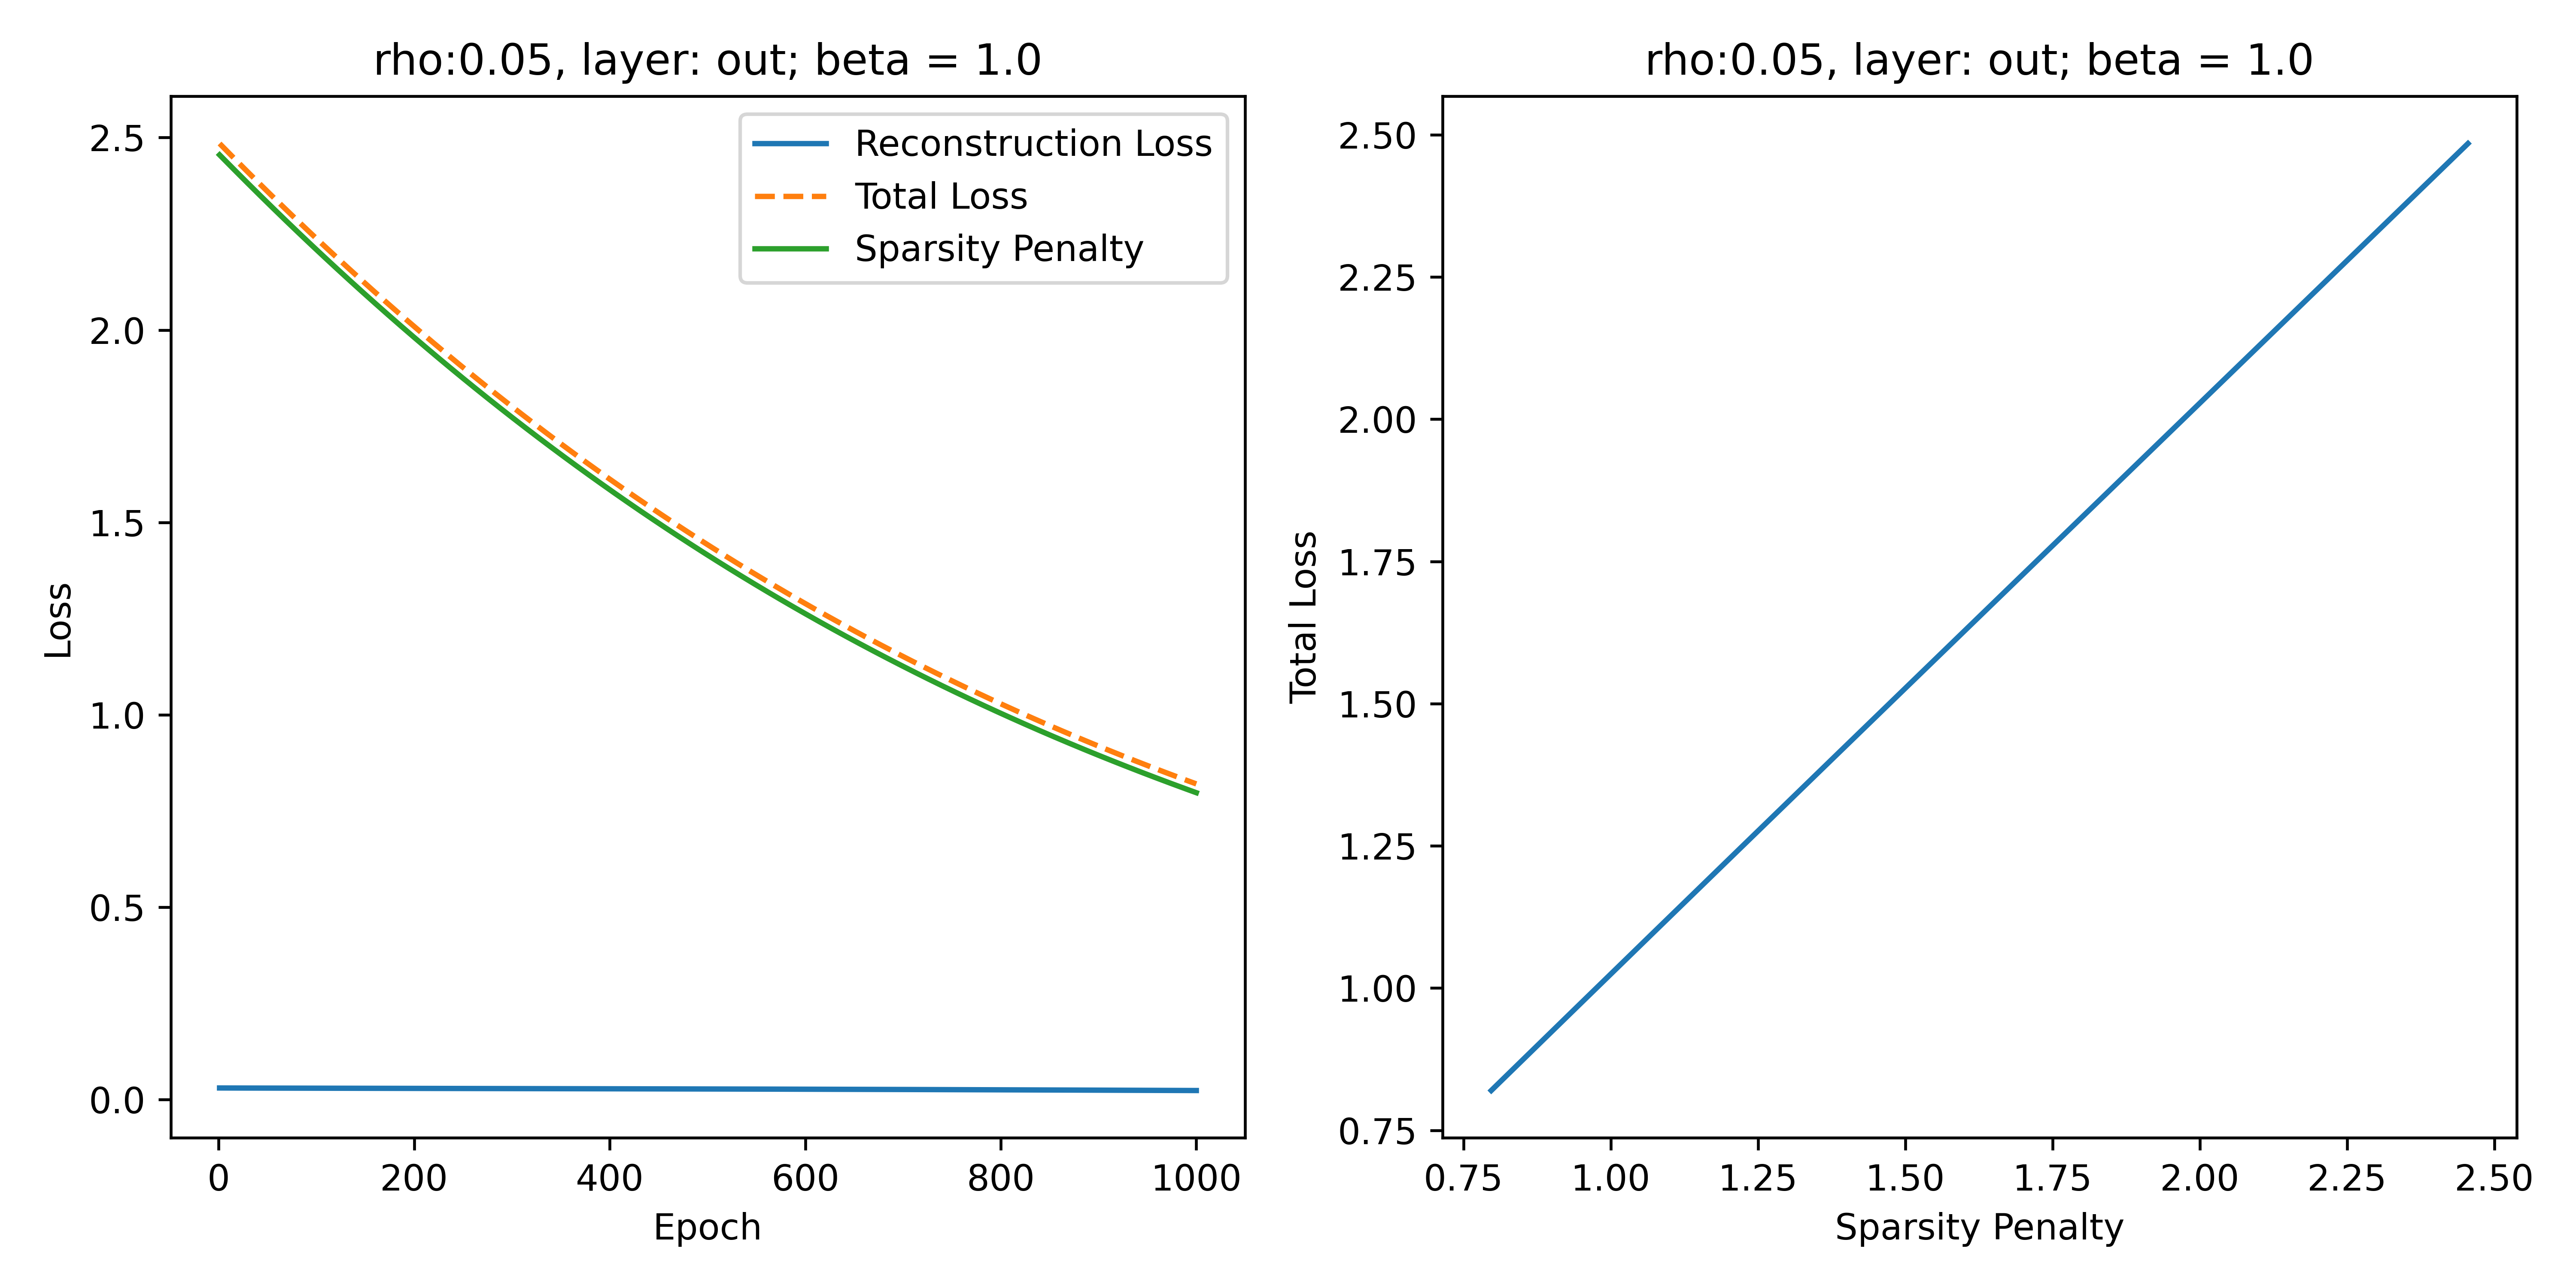 rho:0.05, layer: out; beta = 1.0
Reconstruction Loss
Total Loss
Sparsity Penalty
2.5
2.0
1.5
1.0
0.5
0.0
Loss
0 200 400 600 800 1000
Epoch
rho:0.05, layer: out; beta = 1.0
2.50
2.25
2.00
1.75
1.50
1.25
1.00
0.75
Total Loss
0.75 1.00 1.25 1.50 1.75 2.00 2.25 2.50
Sparsity Penalty